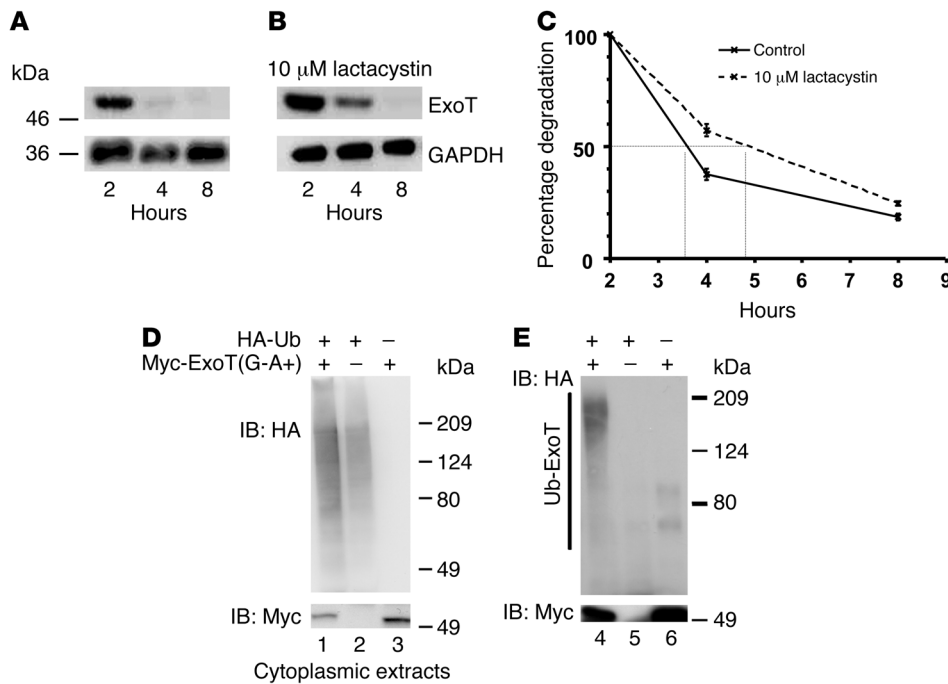 A
kDa
46
36
2 4 8
Hours
B
10 μM lactacystin
ExoT
GAPDH
2 4 8
Hours
C
Percentage degradation
100
50
0
Control
10 μM lactacystin
2 3 4 5 6 7 8 9
Hours
D
HA-Ub + + –
Myc-ExoT(G-A+) + – +
kDa
IB: HA
209
124
80
49
IB: Myc
49
1 2 3
Cytoplasmic extracts
E
+ + –
+ – +
kDa
IB: HA
Ub-ExoT
209
124
80
IB: Myc
49
4 5 6